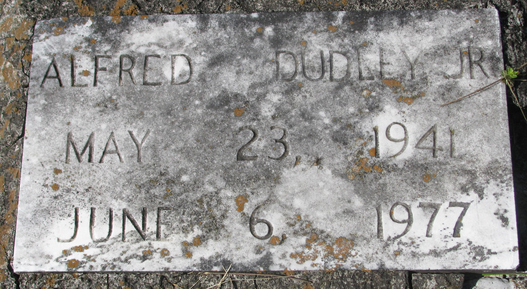 ALFRED DUDLEY JR
MAY 23, 1941
JUNE 6, 1977